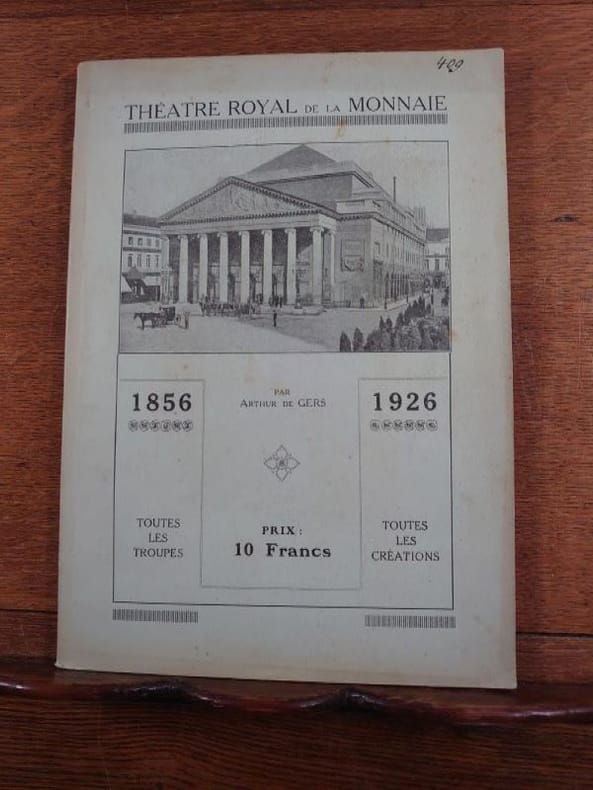 400
THÉATRE ROYAL DE LA MONNAIE
1856
PAR
ARTHUR DE GERS
1926
TOUTES
LES
TROUPES
PRIX :
10 Francs
TOUTES
LES
CRÉATIONS